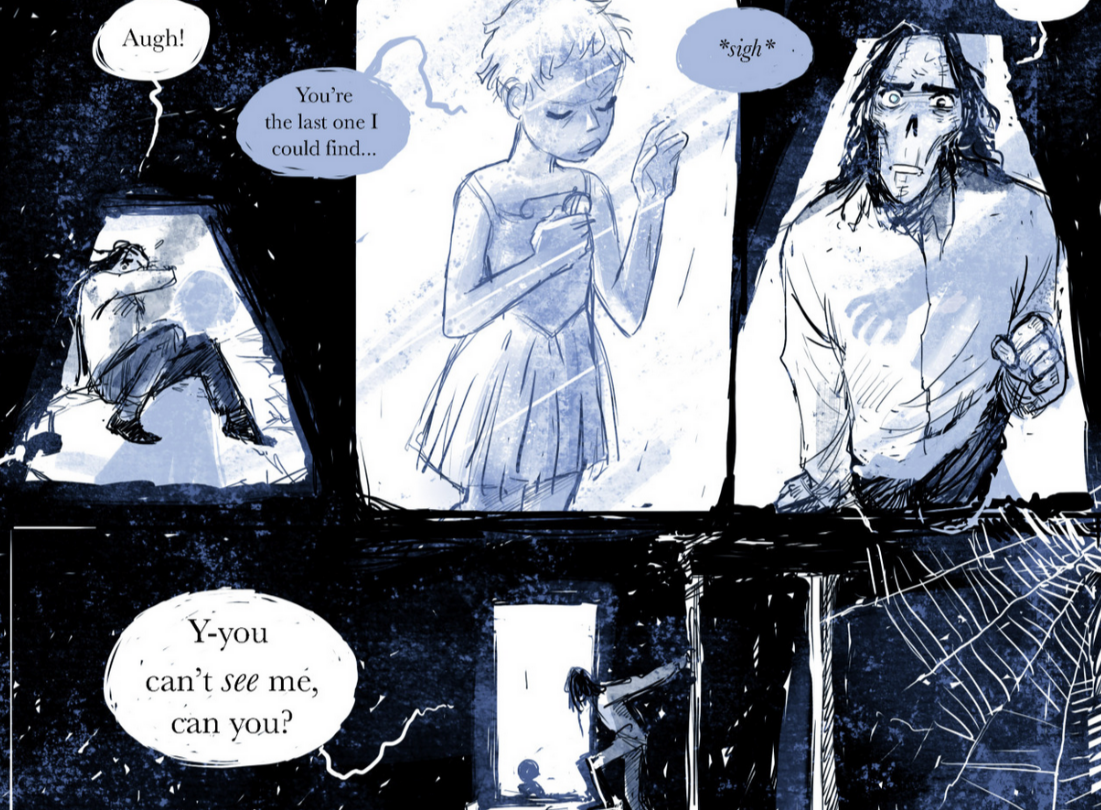 Augh!
You're
the last one I
could find...
*sigh*
Y-you
can't see me,
can you?